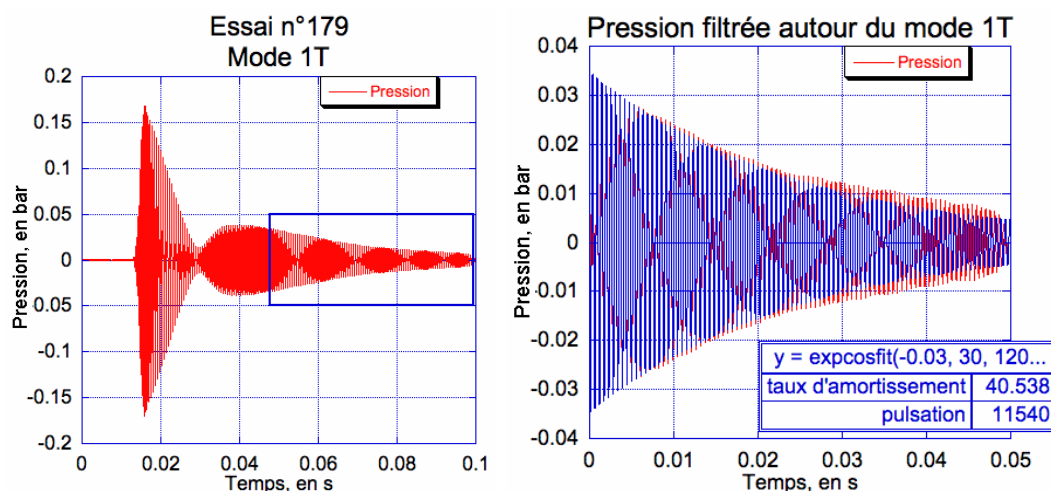 Essai n°179
Mode 1T
Pression
0.2
0.15
0.1
0.05
0
0.05
-0.1
-0.15
-0.2
Pression, en bar
0 0.02 0.04 0.06 0.08 0.1
Temps, en s
Pression filtrée autour du mode 1T
Pression
0.04
0.03
0.02
0.01
0
-0.01
-0.02
-0.03
-0.04
Pression, en bar
y = expcosfit(-0.03, 30, 120...
taux d'amortissement 40.538
pulsation 11540
0 0.01 0.02 0.03 0.04 0.05
Temps, en s